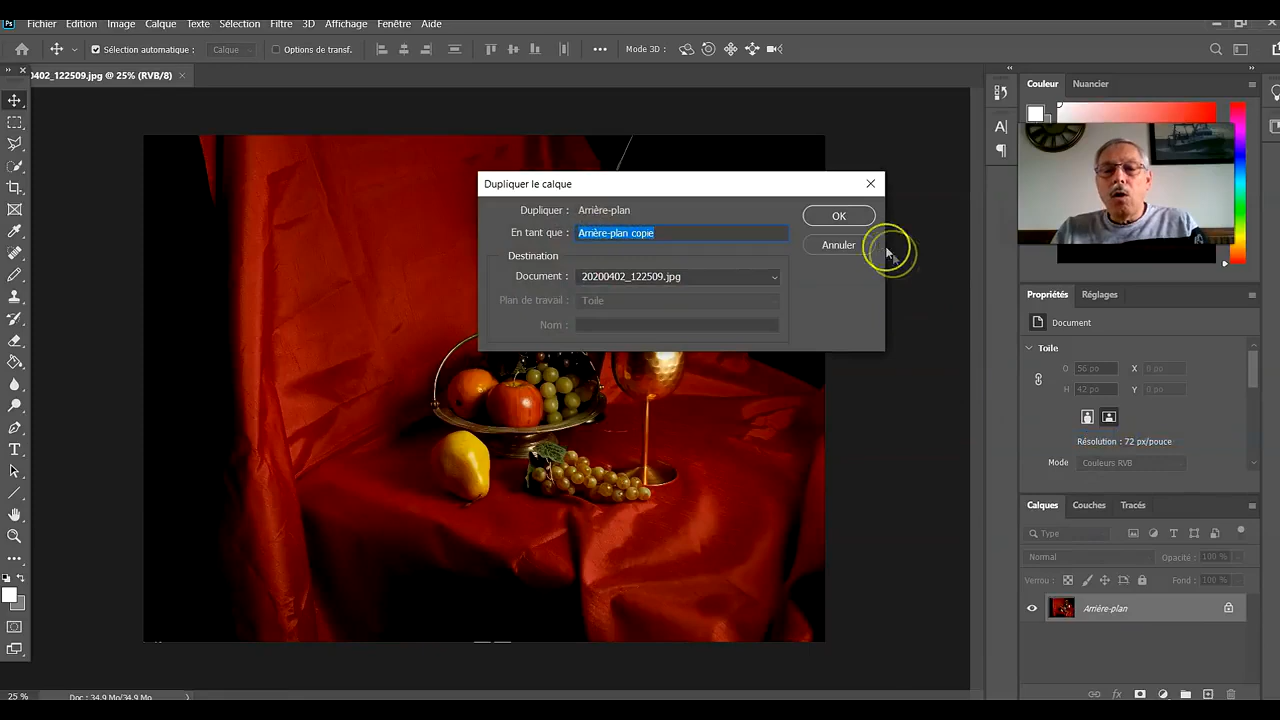 Ps Fichier Edition Image Calque Texte Sélection Filtre 3D Affichage Fenêtre Aide
Sélection automatique : Calque Options de transf. Mode 3D :
0402_122509.jpg @ 25% (RVB/8) ×
Couleur Nuancier
Dupliquer le calque
Dupliquer : Arrière-plan
OK
En tant que : Arrière-plan copie
Annuler
Destination
Document : 20200402_122509.jpg
Plan de travail : Toile
Nom :
Propriétés Réglages
Document
Toile
O 56 po X 0 po
H 42 po Y 0 po
Résolution : 72 px/pouce
Mode Couleurs RVB
Calques Couches Tracés
Type
Normal Opacité : 100 %
Verrou : Fond : 100 %
Arrière-plan
25 % Doc : 34,9 Mo/34,9 Mo
fx